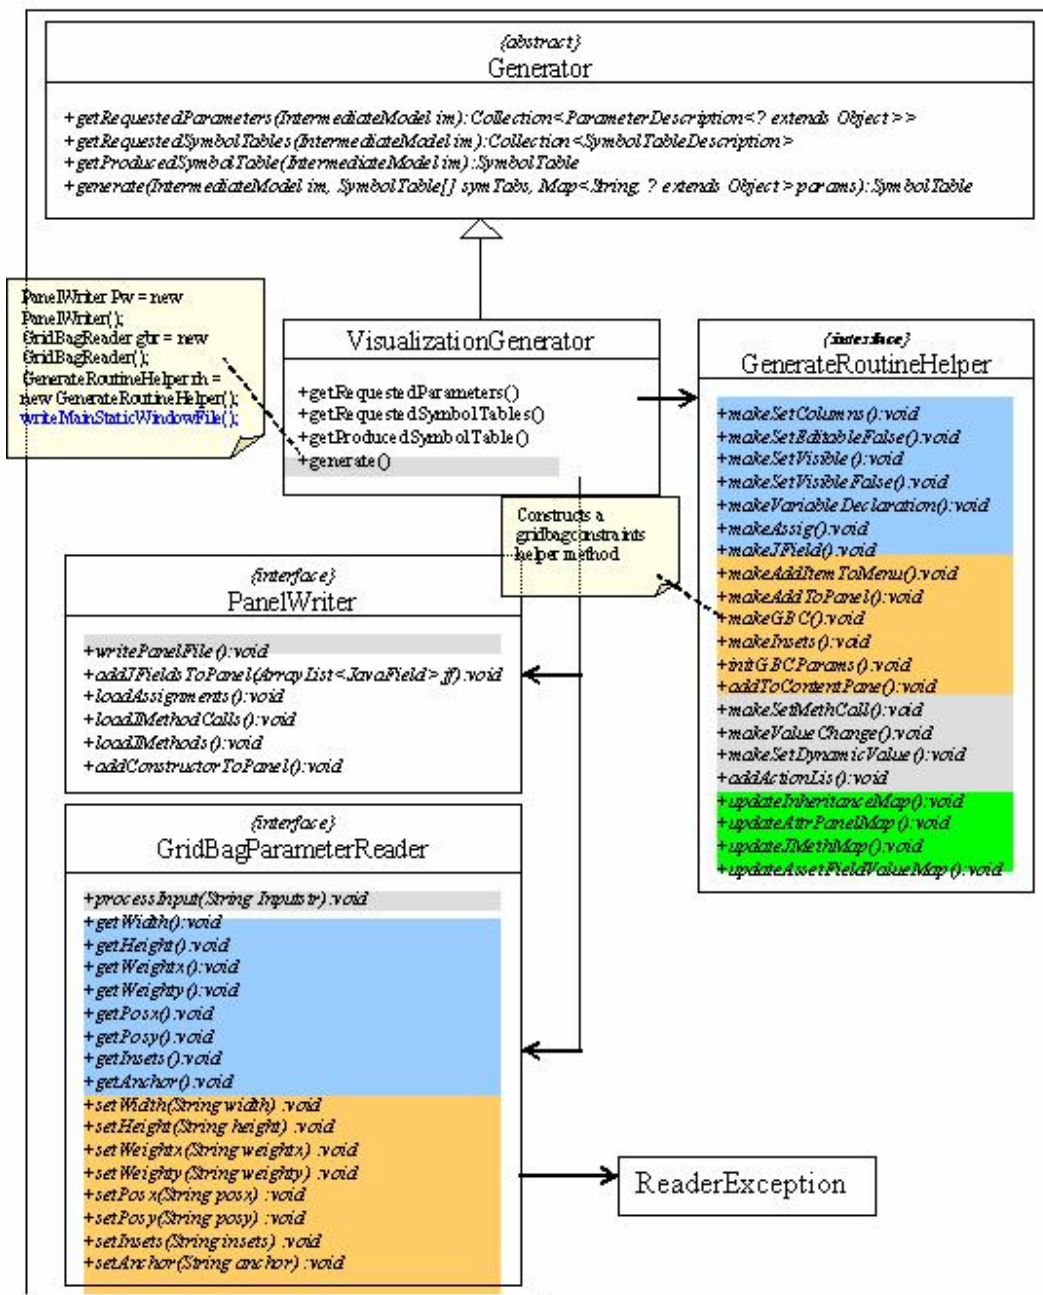 {abstract}
Generator
+getRequestedParameters(IntermediateModel im):Collection<ParameterDescription<? extends Object>>
+getRequestedSymbolTables(IntermediateModel im):Collection<SymbolTableDescription>
+getProducedSymbolTable(IntermediateModel im):SymbolTable
+generate(IntermediateModel im, SymbolTable[] symTabs, Map<String, ? extends Object>params):SymbolTable
PanelWriter Pw = new
PanelWriter();
GridBagReader gbr = new
GridBagReader();
GenerateRoutineHelper rh =
new GenerateRoutineHelper();
writeMainStaticWindowFile();
VisualizationGenerator
+getRequestedParameters()
+getRequestedSymbolTables()
+getProducedSymbolTable()
+generate()
{interface}
GenerateRoutineHelper
+makeSetColumns():void
+makeSetEditableFalse():void
+makeSetVisible():void
+makeSetVisibleFalse():void
+makeVariableDeclaration():void
+makeAssig():void
+makeJField():void
+makeAddItemToMenu():void
+makeAddToPanel():void
+makeGBC():void
+makeInsets():void
+initGBCParams():void
+addToContentPane():void
+makeSetMethCall():void
+makeValueChange():void
+makeSetDynamicValue():void
+addActionLis():void
+updateInheritanceMap():void
+updateAttrPanelMap():void
+updateJMethMap():void
+updateAssetFieldValueMap():void
Constructs a
gridbagconstraints
helper method
{interface}
PanelWriter
+writePanelFile():void
+addJFieldsToPanel(ArrayList<JavaField> jf):void
+loadAssignments():void
+loadJMethodCalls():void
+loadJMethods():void
+addConstructorToPanel():void
{interface}
GridBagParameterReader
+processInput(String Inputstr):void
+getWidth():void
+getHeight():void
+getWeightx():void
+getWeighty():void
+getPosx():void
+getPosy():void
+getInsets():void
+getAnchor():void
+setWidth(String width) :void
+setHeight(String height) :void
+setWeightx(String weightx) :void
+setWeighty(String weighty) :void
+setPosx(String posx) :void
+setPosy(String posy) :void
+setInsets(String insets) :void
+setAnchor(String anchor) :void
ReaderException